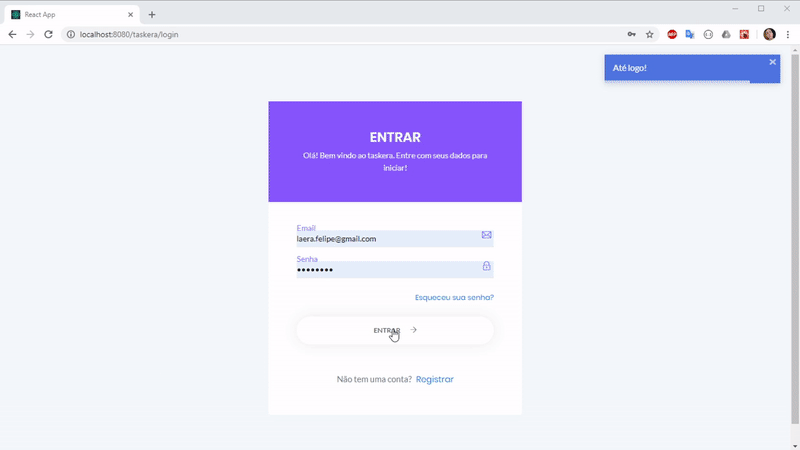 React App
localhost:8080/taskera/login
ABP
Até logo!
ENTRAR
Olá! Bem vindo ao taskera. Entre com seus dados para
iniciar!
Email
laera.felipe@gmail.com
Senha
Esqueceu sua senha?
ENTRAR
Não tem uma conta? Registrar